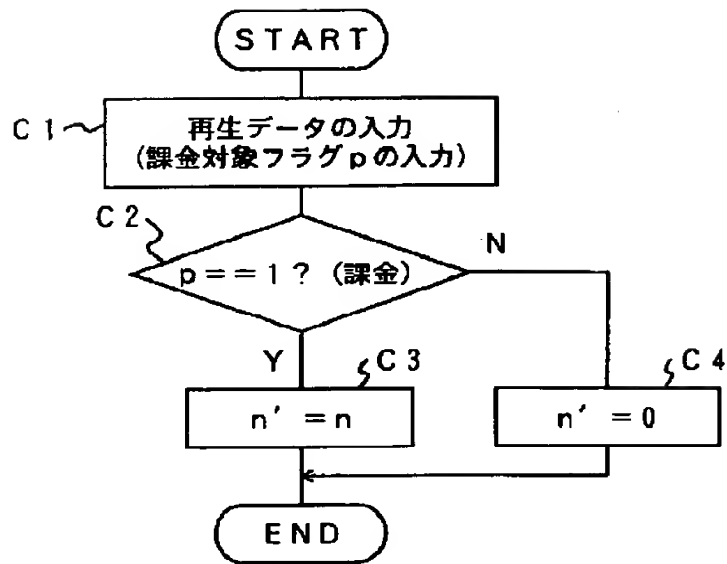 START
C1
再生データの入力
(課金対象フラグpの入力)
C2
p==1？(課金)
N
Y
C3
n'=n
C4
n'=0
END